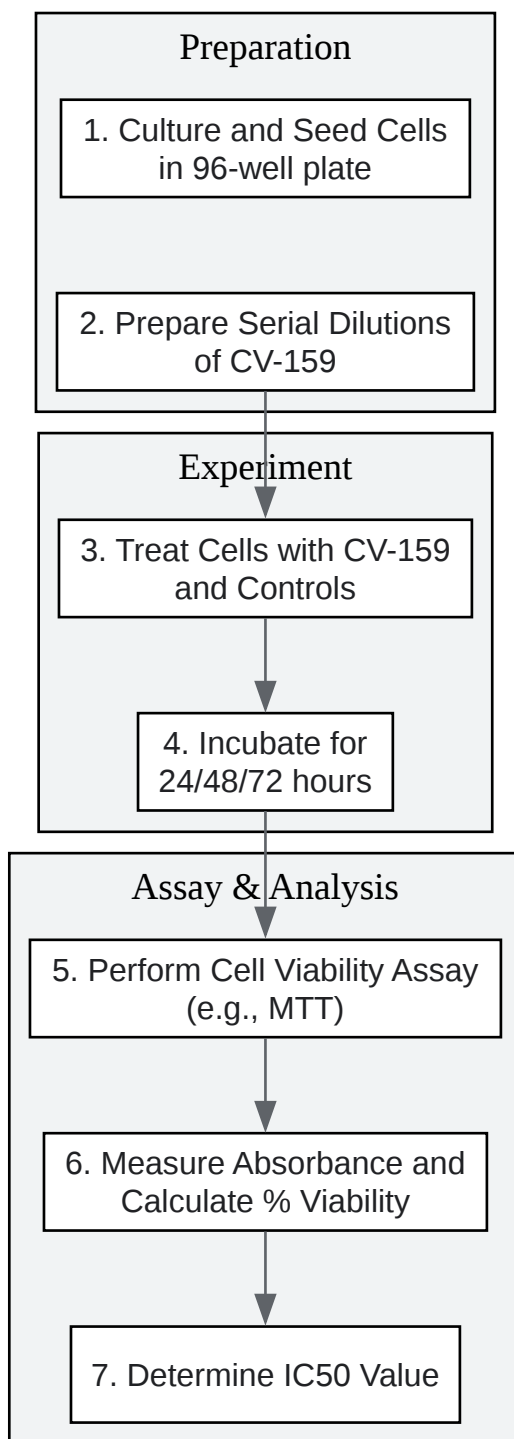 Preparation
1. Culture and Seed Cells
in 96-well plate
2. Prepare Serial Dilutions
of CV-159
Experiment
3. Treat Cells with CV-159
and Controls
4. Incubate for
24/48/72 hours
Assay & Analysis
5. Perform Cell Viability Assay
(e.g., MTT)
6. Measure Absorbance and
Calculate % Viability
7. Determine IC50 Value